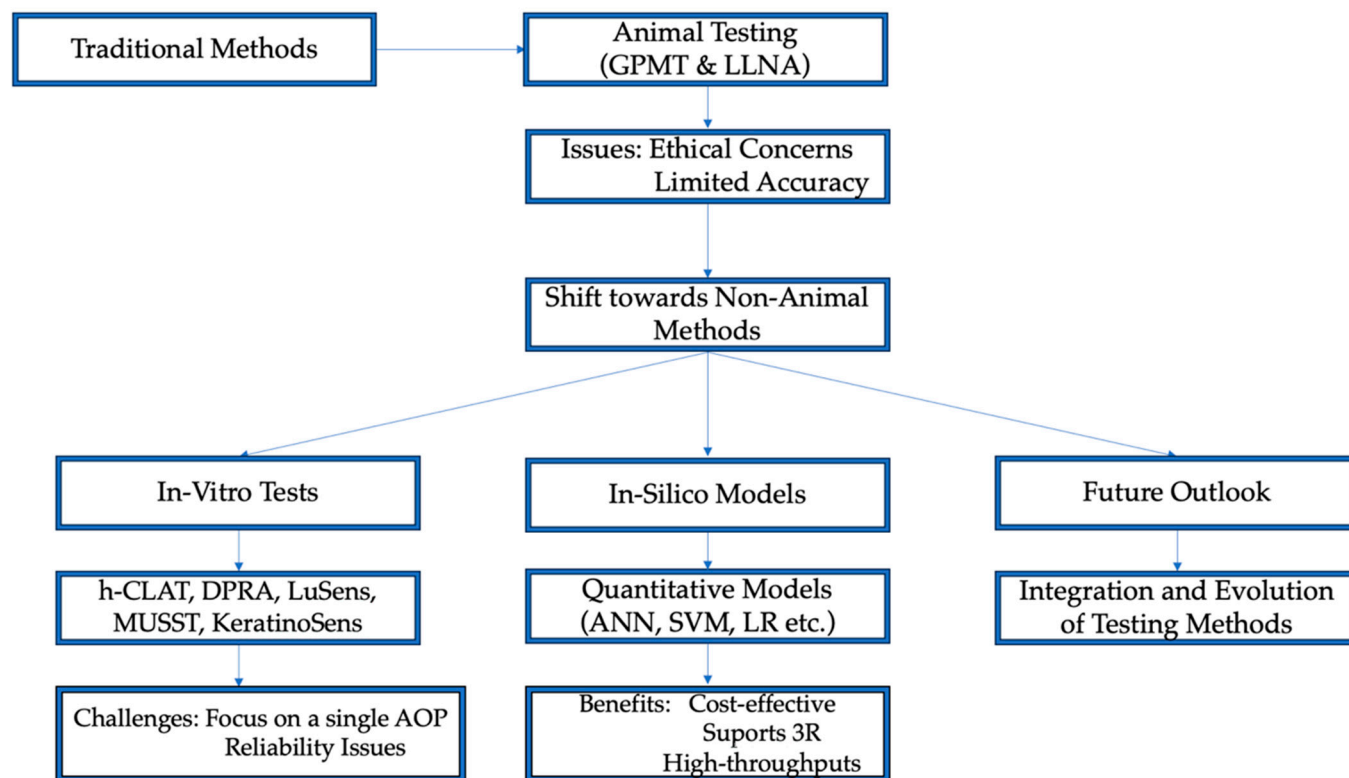 Traditional Methods
Animal Testing
(GPMT & LLNA)
Issues: Ethical Concerns
Limited Accuracy
Shift towards Non-Animal
Methods
In-Vitro Tests
In-Silico Models
Future Outlook
h-CLAT, DPRA, LuSens,
MUSST, KeratinoSens
Quantitative Models
(ANN, SVM, LR etc.)
Integration and Evolution
of Testing Methods
Challenges: Focus on a single AOP
Reliability Issues
Benefits: Cost-effective
Suports 3R
High-throughputs